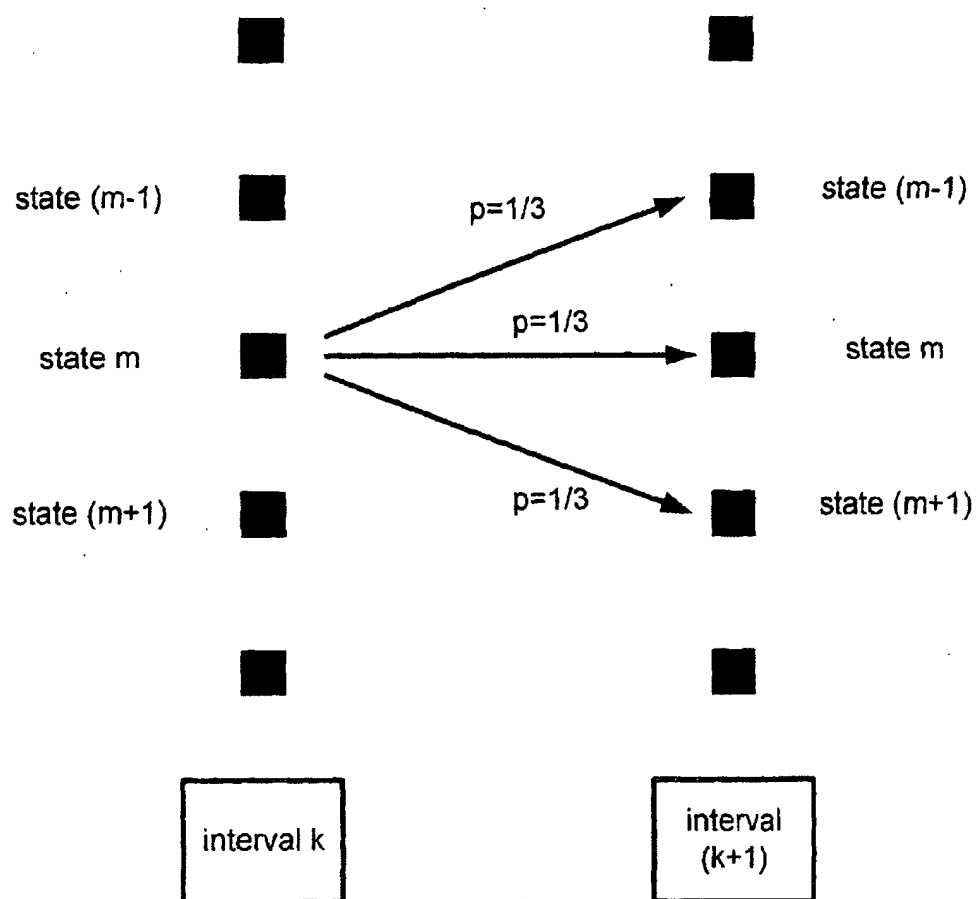 state (m-1)
p=1/3
state (m-1)
state m
p=1/3
state m
state (m+1)
p=1/3
state (m+1)
interval k
interval
(k+1)